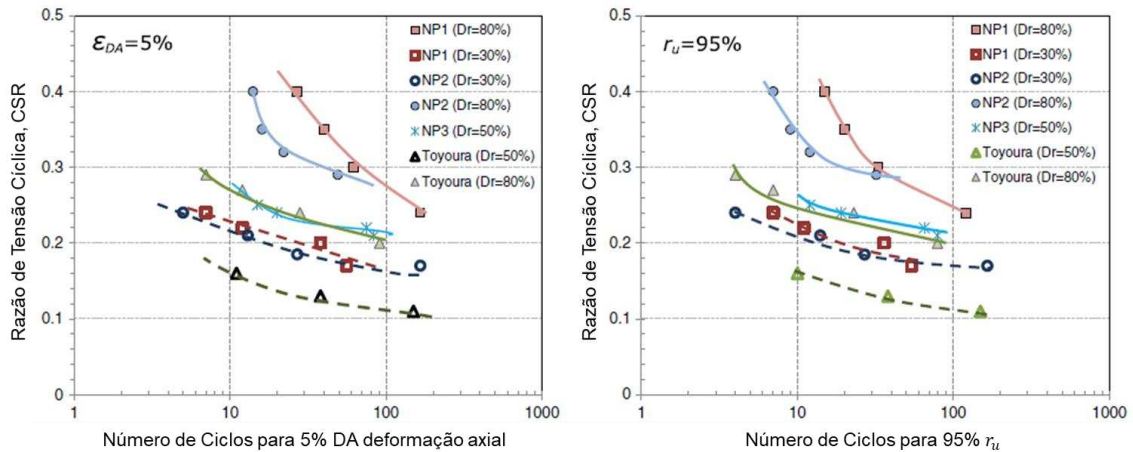 0.5
0.4
0.3
0.2
0.1
0
1
10
100
1000
Razão de Tensão Cíclica, CSR
Número de Ciclos para 5% DA deformação axial
ε_DA=5%
NP1 (Dr=80%)
NP1 (Dr=30%)
NP2 (Dr=30%)
NP2 (Dr=80%)
NP3 (Dr=50%)
Toyoura (Dr=50%)
Toyoura (Dr=80%)
0.5
0.4
0.3
0.2
0.1
0
1
10
100
1000
Razão de Tensão Cíclica, CSR
Número de Ciclos para 95% r_u
r_u=95%
NP1 (Dr=80%)
NP1 (Dr=30%)
NP2 (Dr=30%)
NP2 (Dr=80%)
NP3 (Dr=50%)
Toyoura (Dr=50%)
Toyoura (Dr=80%)